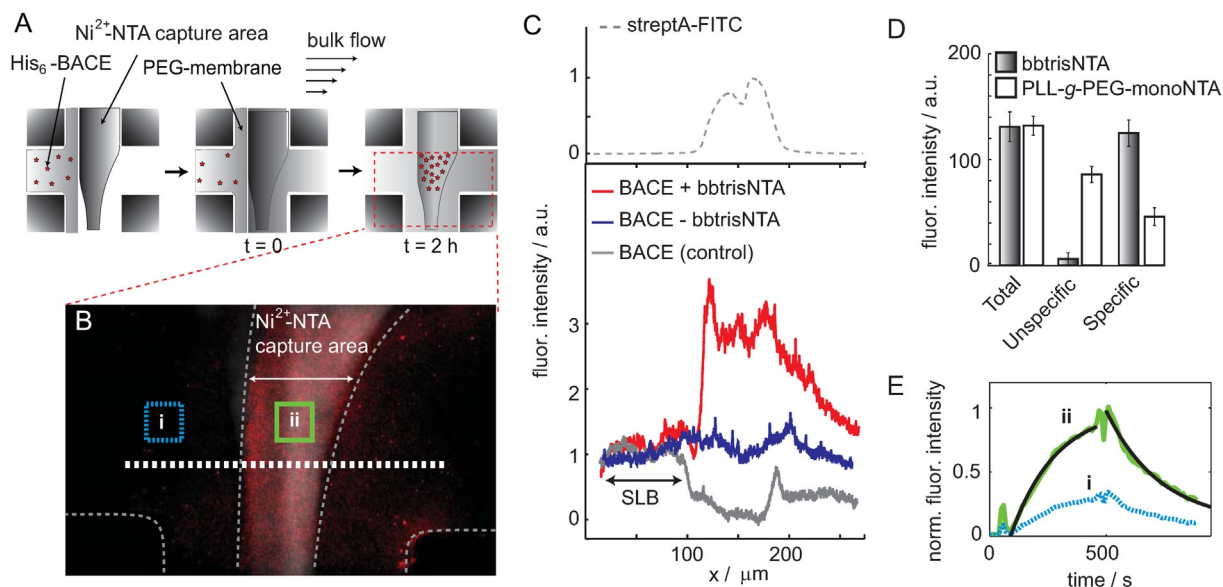 A
Ni2+-NTA capture area
His6-BACE
PEG-membrane
bulk flow
t = 0
t = 2 h
B
Ni2+-NTA
capture area
i
ii
C
streptA-FITC
1
0
BACE + bbtrisNTA
BACE - bbtrisNTA
BACE (control)
fluor. intensity / a.u.
3
2
1
0
SLB
100
200
x / μm
D
bbtrisNTA
PLL-g-PEG-monoNTA
fluor. intenisty / a.u.
200
100
0
Total
Unspecific
Specific
E
norm. fluor. intensity
1
0.5
0
ii
i
0
500
time / s